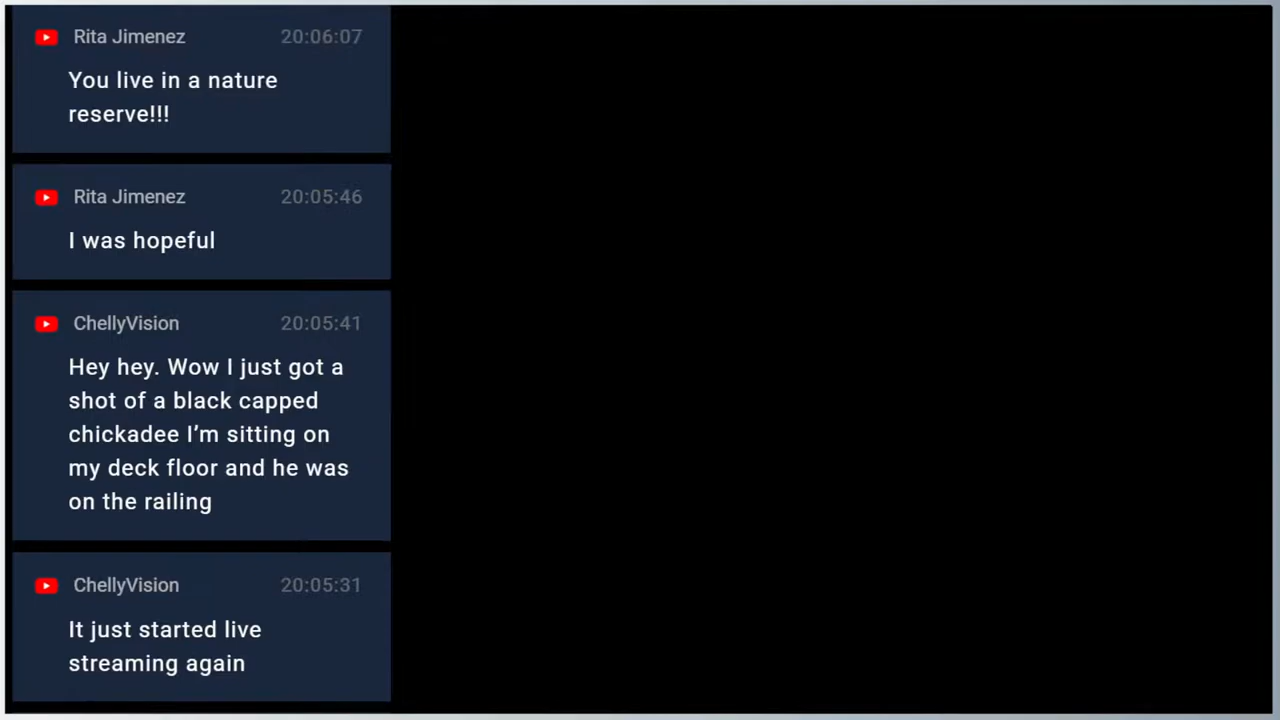 Rita Jimenez 20:06:07
You live in a nature
reserve!!!
Rita Jimenez 20:05:46
I was hopeful
ChellyVision 20:05:41
Hey hey. Wow I just got a
shot of a black capped
chickadee I’m sitting on
my deck floor and he was
on the railing
ChellyVision 20:05:31
It just started live
streaming again